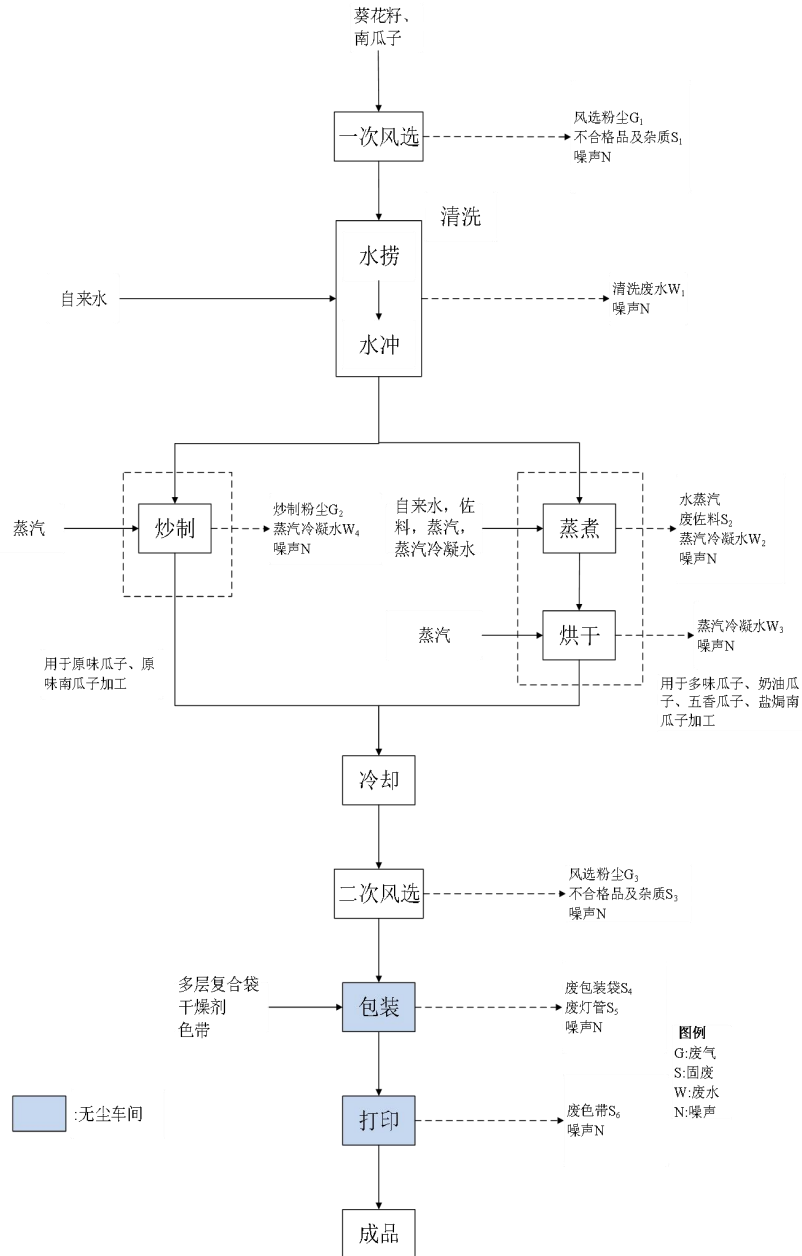 葵花籽、
南瓜子
一次风选
风选粉尘G₁
不合格品及杂质S₁
噪声N
清洗
水捞
自来水
清洗废水W₁
噪声N
水冲
蒸汽
炒制
炒制粉尘G₂
蒸汽冷凝水W₄
噪声N
自来水，佐
料，蒸汽，
蒸汽冷凝水
蒸煮
水蒸汽
废佐料S₂
蒸汽冷凝水W₂
噪声N
蒸汽
烘干
蒸汽冷凝水W₃
噪声N
用于原味瓜子、原
味南瓜子加工
用于多味瓜子、奶油瓜
子、五香瓜子、盐焗南
瓜子加工
冷却
二次风选
风选粉尘G₃
不合格品及杂质S₃
噪声N
多层复合袋
干燥剂
色带
包装
废包装袋S₄
废灯管S₅
噪声N
图例
G:废气
S:固废
W:废水
N:噪声
:无尘车间
打印
废色带S₆
噪声N
成品